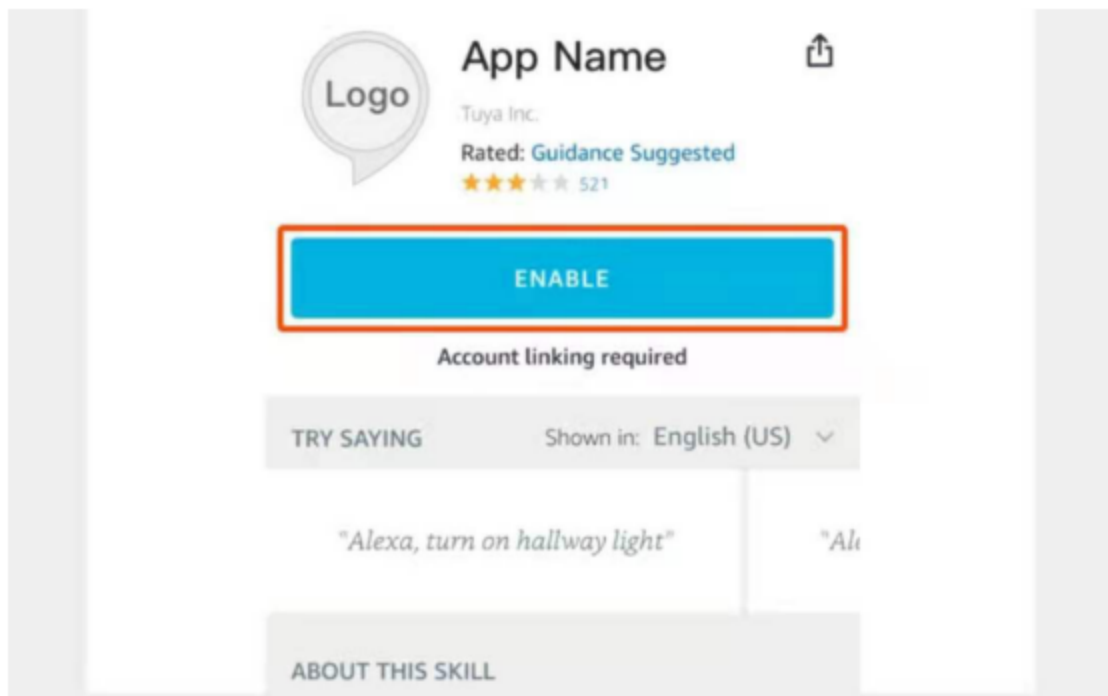 App Name
Logo
Tuya Inc.
Rated: Guidance Suggested
521
ENABLE
Account linking required
TRY SAYING Shown in: English (US)
"Alexa, turn on hallway light" "Al
ABOUT THIS SKILL